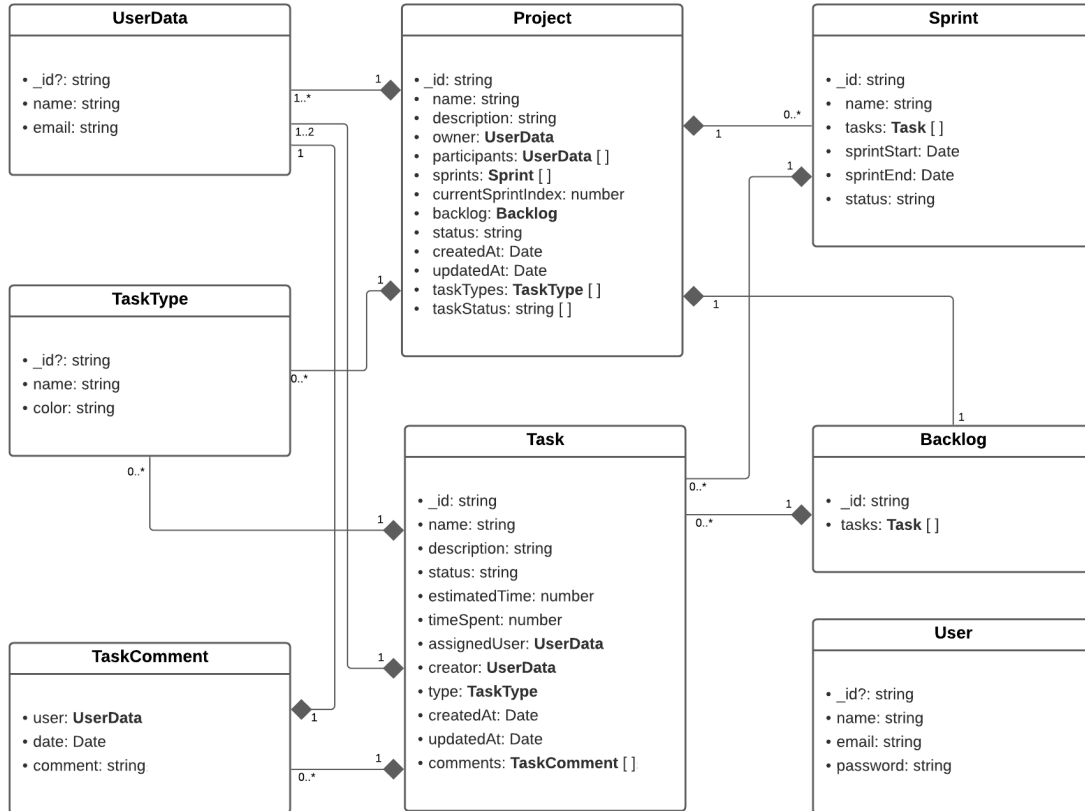 UserData
• _id?: string
• name: string
• email: string
1..*
1..2
1
Project
• _id: string
• name: string
• description: string
• owner: UserData
• participants: UserData [ ]
• sprints: Sprint [ ]
• currentSprintIndex: number
• backlog: Backlog
• status: string
• createdAt: Date
• updatedAt: Date
• taskTypes: TaskType [ ]
• taskStatus: string [ ]
1
1
1
1
Sprint
• _id: string
• name: string
• tasks: Task [ ]
• sprintStart: Date
• sprintEnd: Date
• status: string
0..*
1
TaskType
• _id?: string
• name: string
• color: string
0..*
0..*
Task
• _id: string
• name: string
• description: string
• status: string
• estimatedTime: number
• timeSpent: number
• assignedUser: UserData
• creator: UserData
• type: TaskType
• createdAt: Date
• updatedAt: Date
• comments: TaskComment [ ]
1
1
1
0..*
0..*
Backlog
• _id: string
• tasks: Task [ ]
1
1
TaskComment
• user: UserData
• date: Date
• comment: string
1
0..*
User
• _id?: string
• name: string
• email: string
• password: string